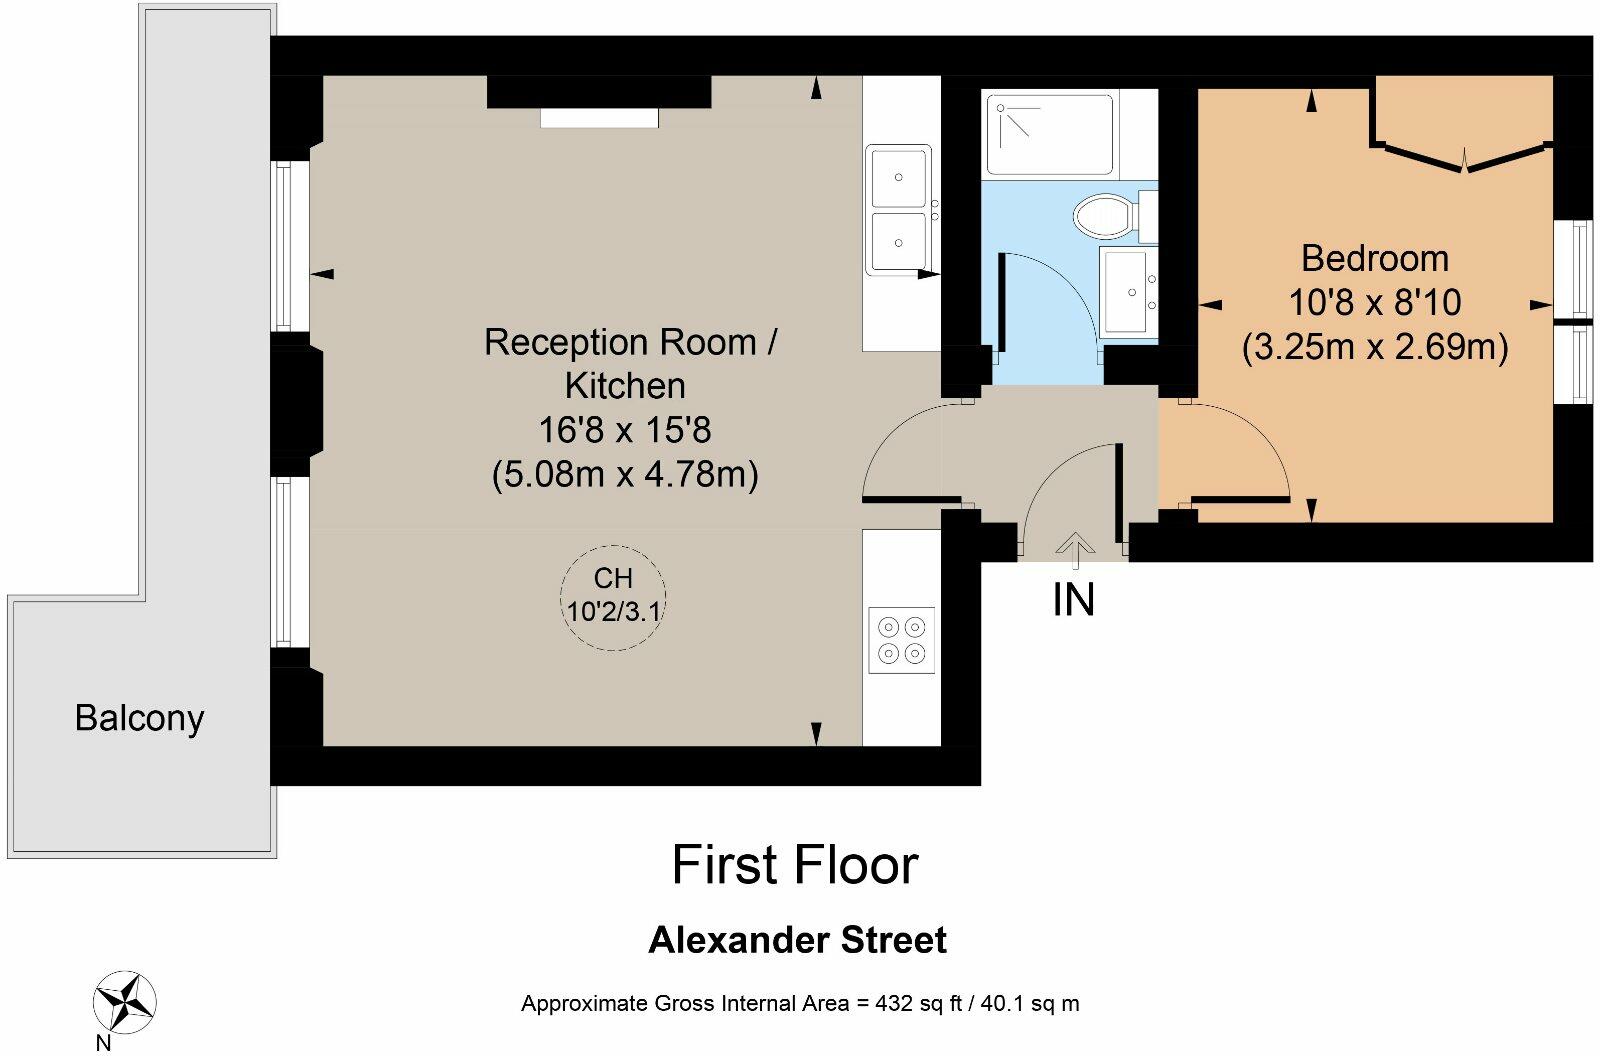 Reception Room /
Kitchen
16'8 x 15'8
(5.08m x 4.78m)
Bedroom
10'8 x 8'10
(3.25m x 2.69m)
CH
10'2/3.1
IN
Balcony
First Floor
Alexander Street
Approximate Gross Internal Area = 432 sq ft / 40.1 sq m
N